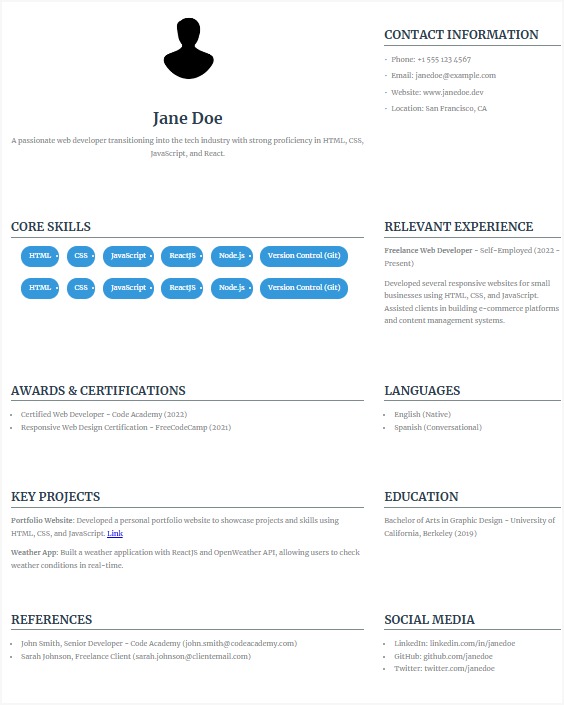 Jane Doe
A passionate web developer transitioning into the tech industry with strong proficiency in HTML, CSS,
JavaScript, and React.
CONTACT INFORMATION
· Phone: +1 555 123 4567
· Email: janedoe@example.com
· Website: www.janedoe.dev
· Location: San Francisco, CA
CORE SKILLS
HTML • CSS • JavaScript • ReactJS • Node.js • Version Control (Git)
HTML • CSS • JavaScript • ReactJS • Node.js • Version Control (Git)
RELEVANT EXPERIENCE
Freelance Web Developer - Self-Employed (2022 -
Present)
Developed several responsive websites for small
businesses using HTML, CSS, and JavaScript.
Assisted clients in building e-commerce platforms
and content management systems.
AWARDS & CERTIFICATIONS
• Certified Web Developer - Code Academy (2022)
• Responsive Web Design Certification - FreeCodeCamp (2021)
LANGUAGES
• English (Native)
• Spanish (Conversational)
KEY PROJECTS
Portfolio Website: Developed a personal portfolio website to showcase projects and skills using
HTML, CSS, and JavaScript. Link
Weather App: Built a weather application with ReactJS and OpenWeather API, allowing users to check
weather conditions in real-time.
EDUCATION
Bachelor of Arts in Graphic Design - University of
California, Berkeley (2019)
REFERENCES
• John Smith, Senior Developer - Code Academy (john.smith@codeacademy.com)
• Sarah Johnson, Freelance Client (sarah.johnson@clientemail.com)
SOCIAL MEDIA
• LinkedIn: linkedin.com/in/janedoe
• GitHub: github.com/janedoe
• Twitter: twitter.com/janedoe